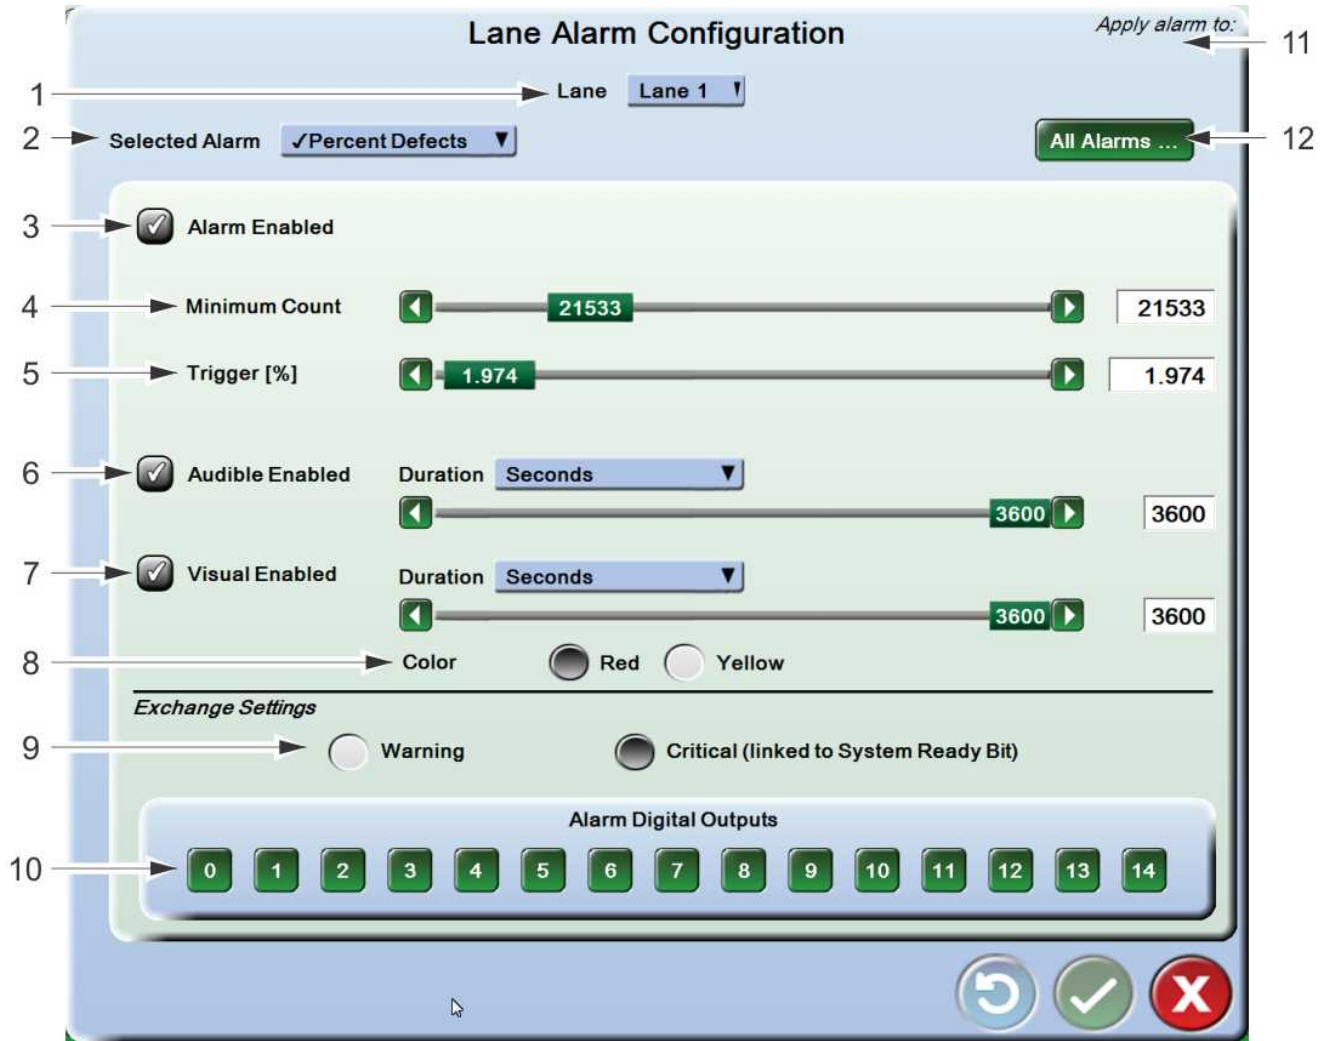 Lane Alarm Configuration
Apply alarm to:
11
1
Lane Lane 1
2
Selected Alarm ✓Percent Defects
All Alarms ...
12
3
Alarm Enabled
4
Minimum Count 21533 21533
5
Trigger [%] 1.974 1.974
6
Audible Enabled Duration Seconds
3600 3600
7
Visual Enabled Duration Seconds
3600 3600
8
Color Red Yellow
Exchange Settings
9
Warning Critical (linked to System Ready Bit)
Alarm Digital Outputs
10
0 1 2 3 4 5 6 7 8 9 10 11 12 13 14